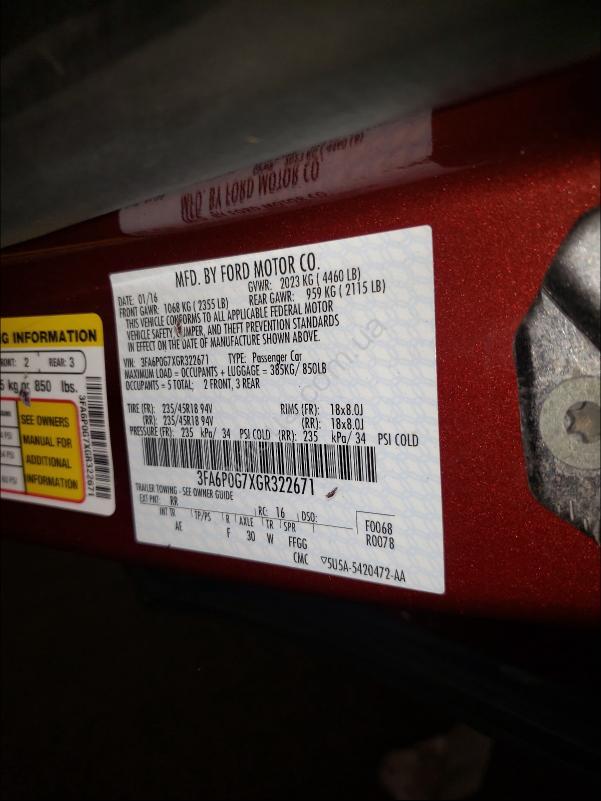 MFD. BY FORD MOTOR CO.
DATE: 01/16
GVWR: 2023 KG ( 4460 LB)
FRONT GAWR: 1068 KG ( 2355 LB)
REAR GAWR: 959 KG ( 2115 LB)
THIS VEHICLE CONFORMS TO ALL APPLICABLE FEDERAL MOTOR
VEHICLE SAFETY, BUMPER, AND THEFT PREVENTION STANDARDS
IN EFFECT ON THE DATE OF MANUFACTURE SHOWN ABOVE.
VIN: 3FA6P0G7XGR322671 TYPE: Passenger Car
MAXIMUM LOAD = OCCUPANTS + LUGGAGE = 385KG/ 850LB
OCCUPANTS = 5 TOTAL; 2 FRONT, 3 REAR
TIRE (FR): 235/45R18 94V RIMS (FR): 18x8.0J
(RR): 235/45R18 94V (RR): 18x8.0J
PRESSURE (FR): 235 kPa/ 34 PSI COLD (RR): 235 kPa/ 34 PSI COLD
3FA6P0G7XGR322671
TRAILER TOWING - SEE OWNER GUIDE
EXT PNT: RR RC: 16 DSO: F0068
INT TR TP/PS R AXLE TR SPR R0078
AE F 30 W FFGG
CMC ▽5U5A-5420472-AA
NG INFORMATION
FRONT: 2 REAR: 3
5 kg or 850 lbs.
SEE OWNERS
MANUAL FOR
ADDITIONAL
INFORMATION
3FA6P0G7XGR322671